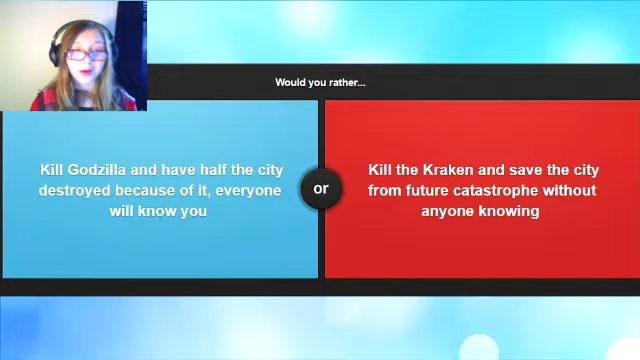 Would you rather...
Kill Godzilla and have half the city
destroyed because of it, everyone
will know you
or
Kill the Kraken and save the city
from future catastrophe without
anyone knowing